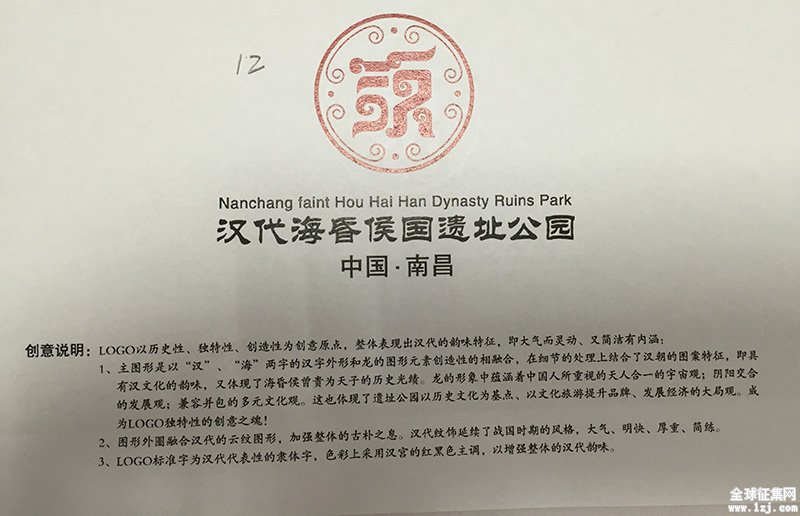 12
Nanchang faint Hou Hai Han Dynasty Ruins Park
汉代海昏侯国遗址公园
中国·南昌
创意说明：LOGO以历史性、独特性、创造性为创意原点，整体表现出汉代的韵味特征，即大气而灵动、又简洁有内涵：
1、主图形是以“汉”、“海”两字的汉字外形和龙的图形元素创造性的相融合，在细节的处理上结合了汉朝的图案特征，即具
有汉文化的韵味，又体现了海昏侯曾贵为天子的历史光绩。龙的形象中蕴涵着中国人所重视的天人合一的宇宙观；阴阳交合
的发展观；兼容并包的多元文化观。这也体现了遗址公园以历史文化为基点、以文化旅游提升品牌、发展经济的大局观。成
为LOGO独特性的创意之魂！
2、图形外圈融合汉代的云纹图形，加强整体的古朴之息。汉代纹饰延续了战国时期的风格，大气、明快、厚重、简练。
3、LOGO标准字为汉代代表性的隶体字，色彩上采用汉宫的红黑色主调，以增强整体的汉代韵味。
全球征集网
www.1zj.com